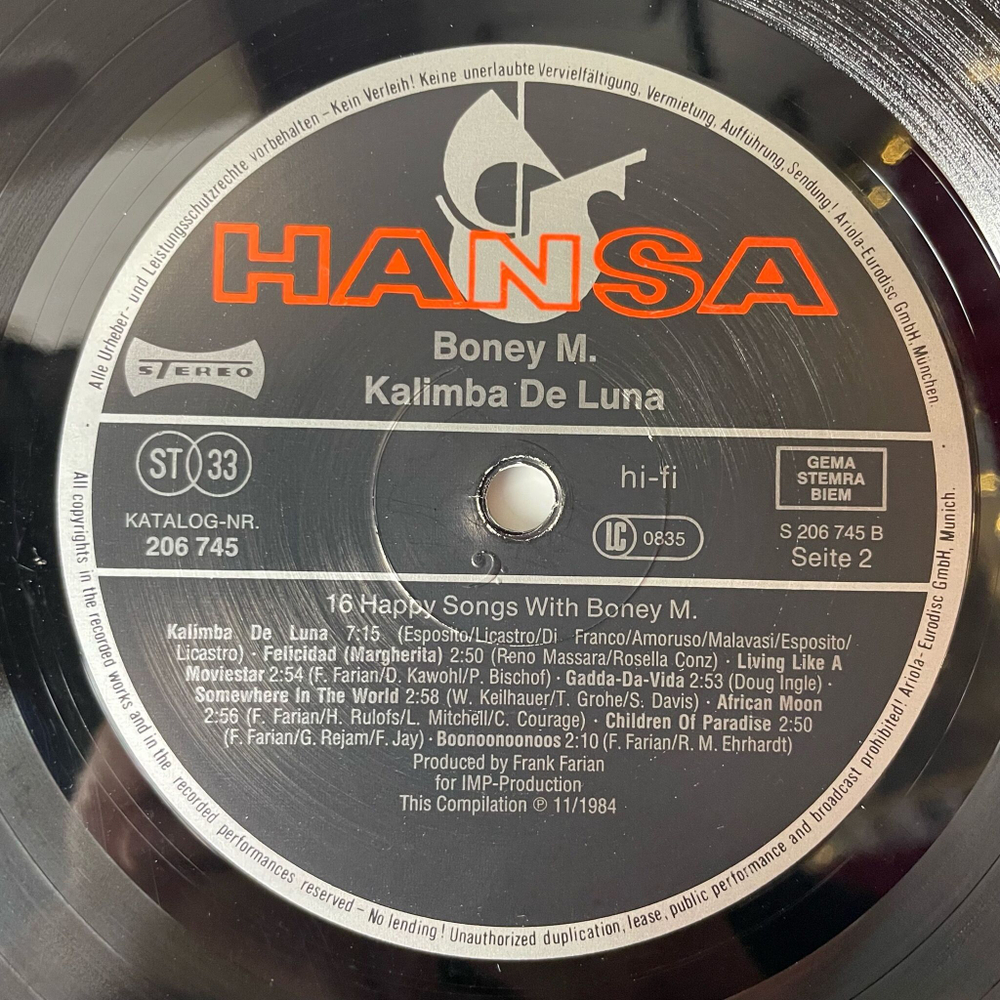 Alle Urheber- und Leistungsschutzrechte vorbehalten – Kein Verleih! Keine unerlaubte Vervielfältigung, Vermietung, Aufführung, Sendung! Ariola-Eurodisc GmbH, München
HANSA
Boney M.
Kalimba De Luna
STEREO
ST 33
hi-fi
GEMA
STEMRA
BIEM
KATALOG-NR.
206 745
LC 0835
S 206 745 B
Seite 2
16 Happy Songs With Boney M.
Kalimba De Luna 7:15 (Esposito/Licastro/Di Franco/Amoruso/Malavasi/Esposito/
Licastro) · Felicidad (Margherita) 2:50 (Reno Massara/Rosella Conz) · Living Like A
Moviestar 2:54 (F. Farian/D. Kawohl/P. Bischof) · Gadda-Da-Vida 2:53 (Doug Ingle) ·
Somewhere In The World 2:58 (W. Keilhauer/T. Grohe/S. Davis) · African Moon
2:56 (F. Farian/H. Rulofs/L. Mitchell/C. Courage) · Children Of Paradise 2:50
(F. Farian/G. Rejam/F. Jay) · Boonoonoonoos 2:10 (F. Farian/R. M. Ehrhardt)
Produced by Frank Farian
for IMP-Production
This Compilation ℗ 11/1984
All copyrights in the recorded works and in the recorded performances reserved – No lending! Unauthorized duplication, lease, public performance and broadcast prohibited! Ariola-Eurodisc GmbH, Munich.